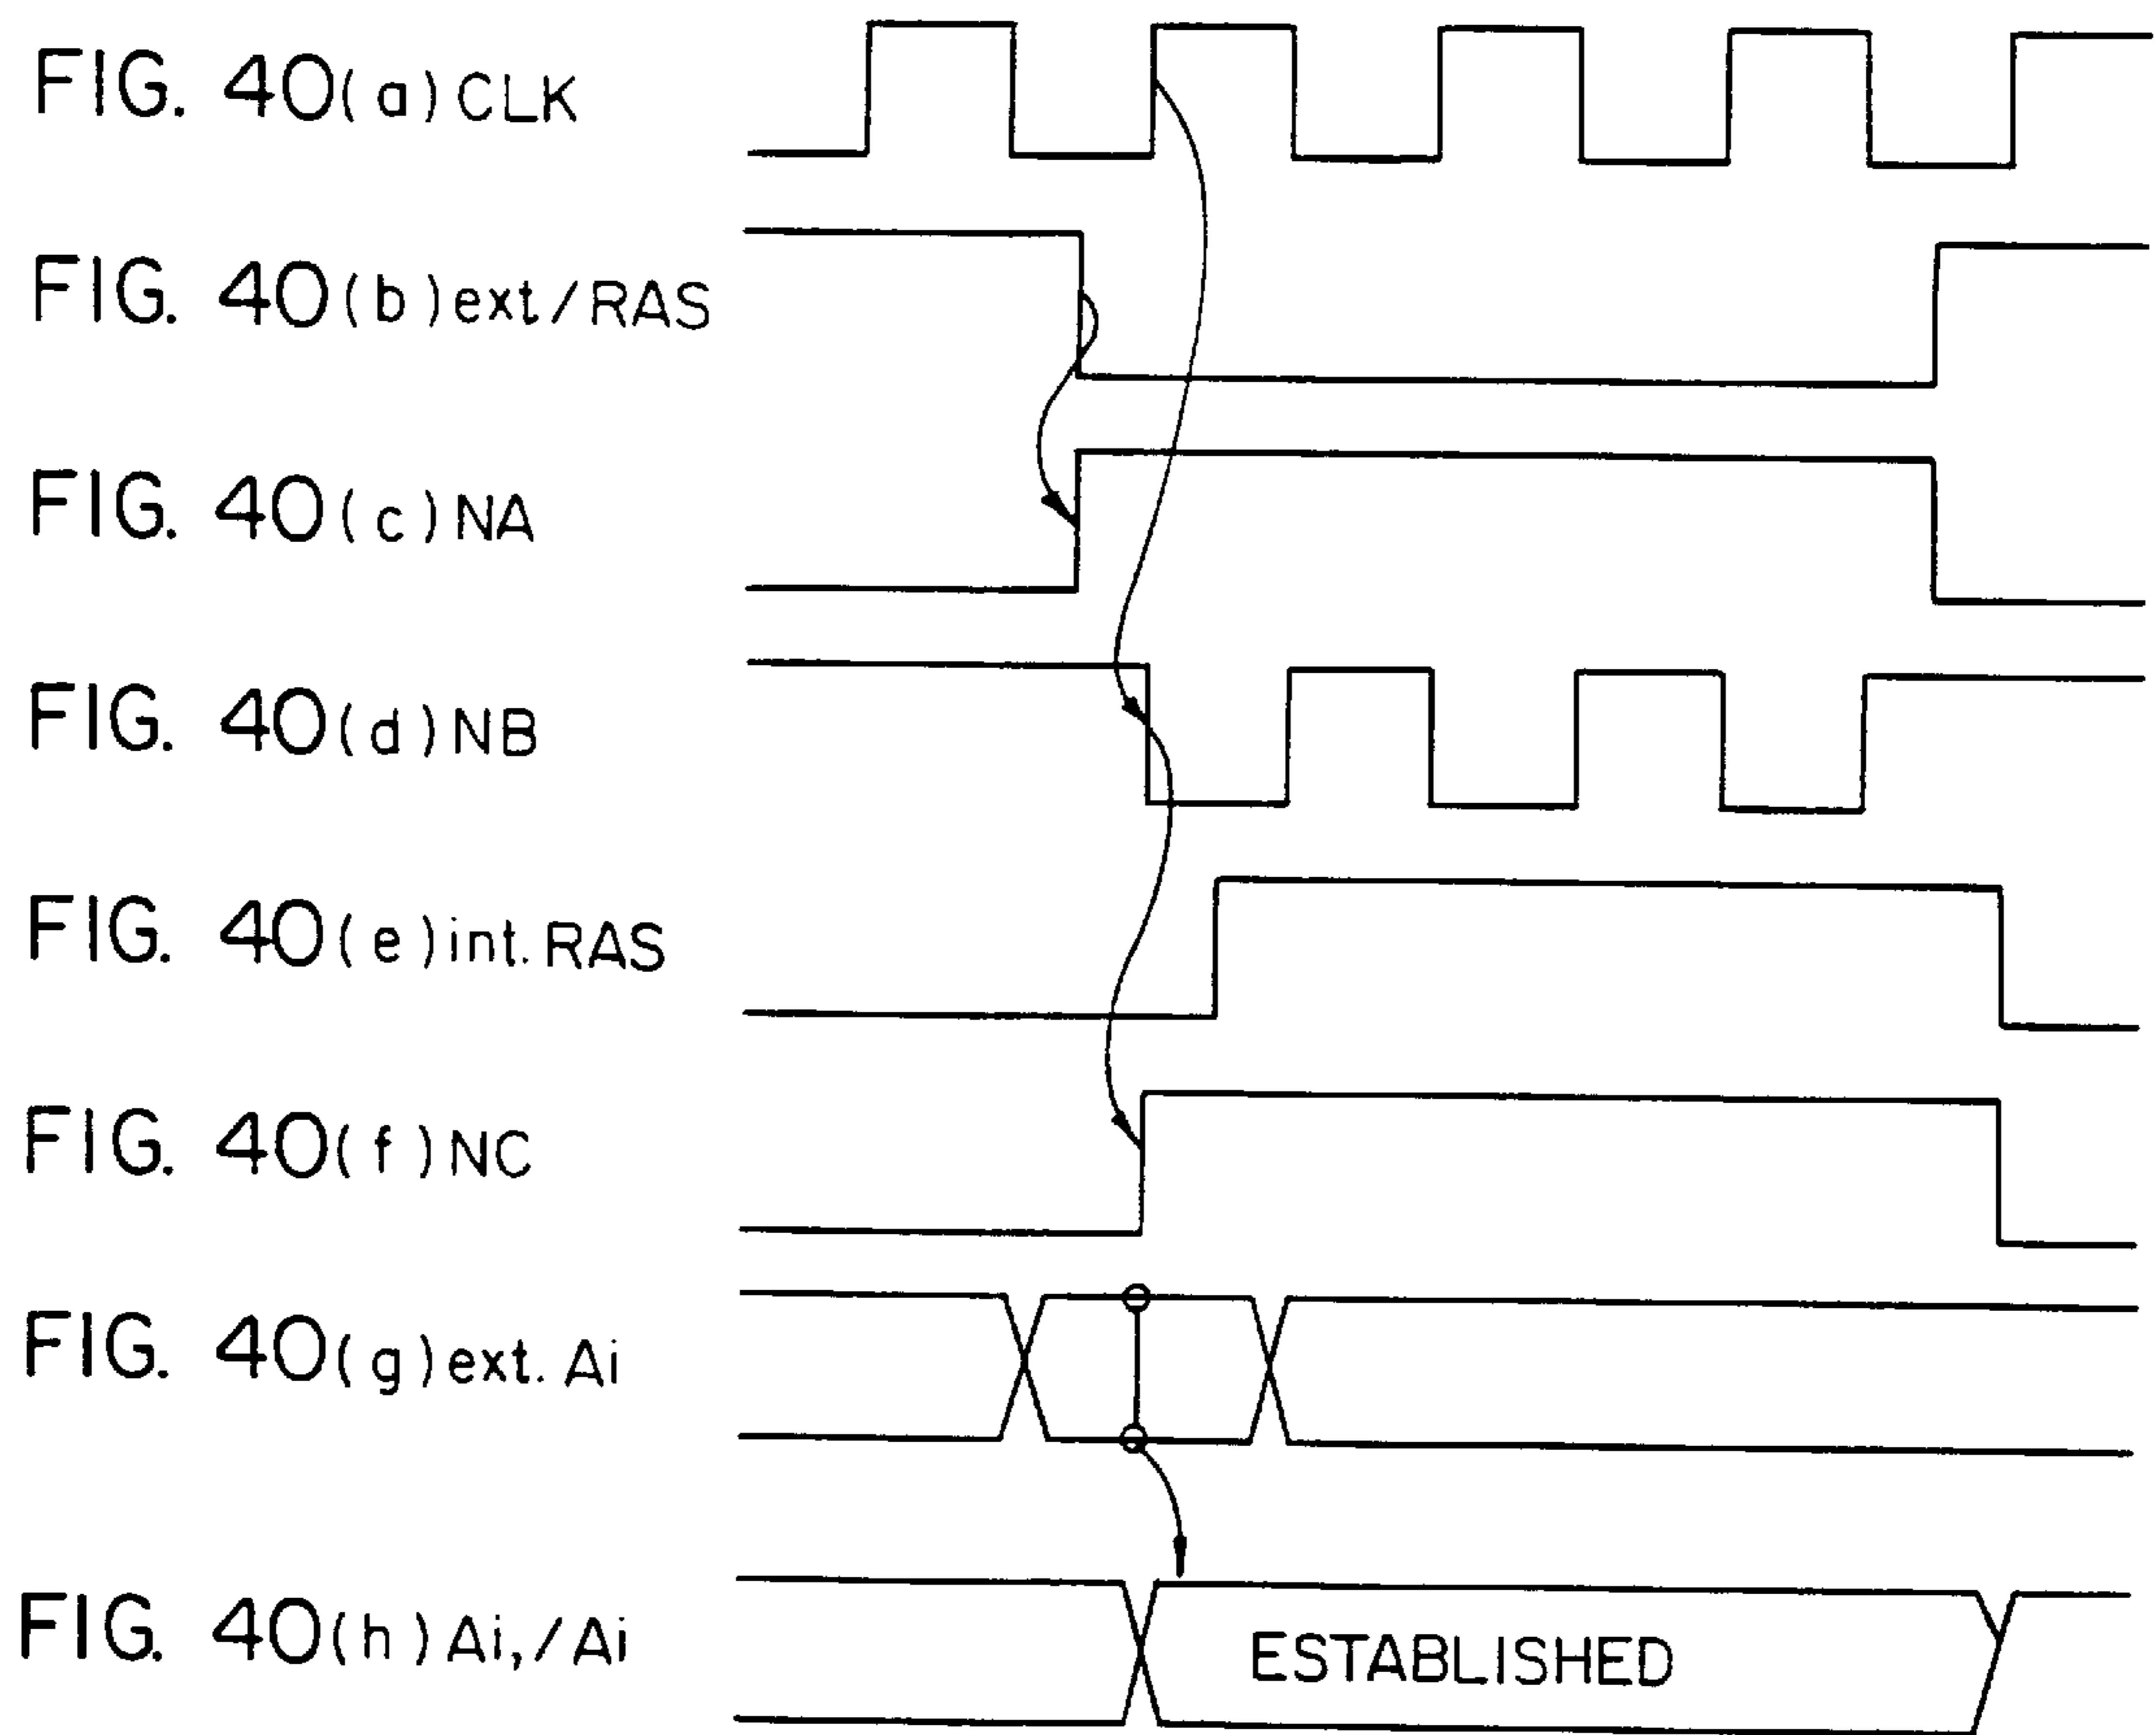 FIG. 40(a) CLK
FIG. 40(b) ext/RAS
FIG. 40(c) NA
FIG. 40(d) NB
FIG. 40(e) int.RAS
FIG. 40(f) NC
FIG. 40(g) ext. Ai
FIG. 40(h) Ai,/Ai
ESTABLISHED